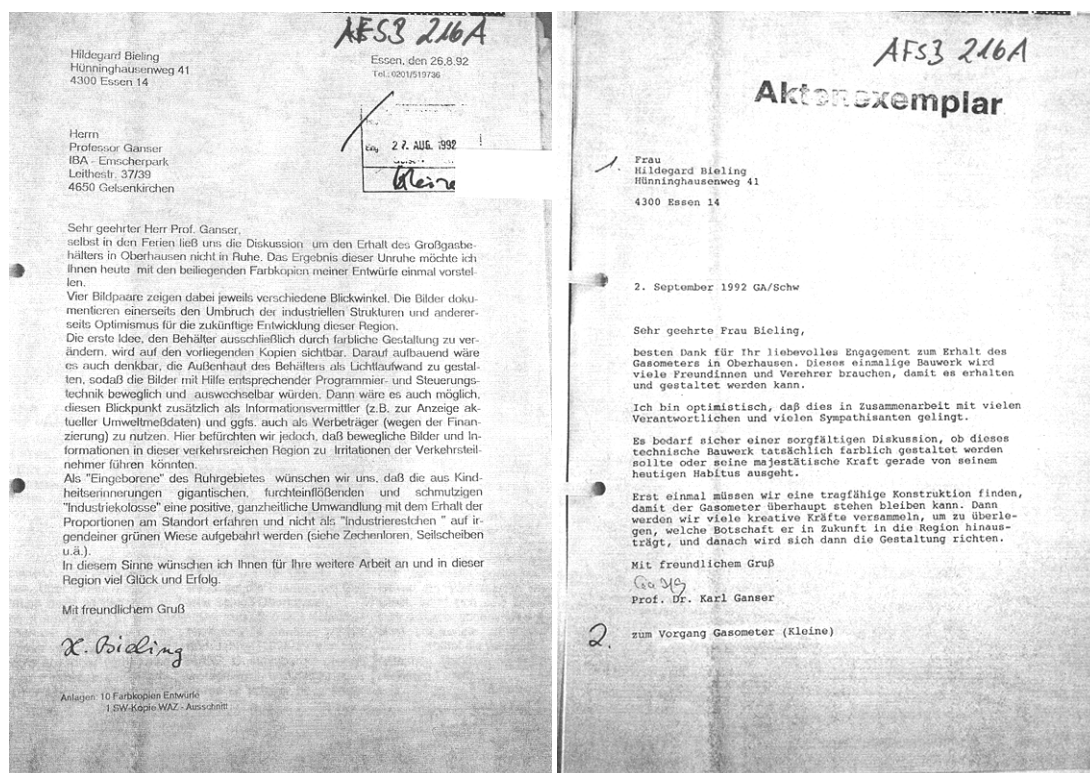 AFS3 216A
Hildegard Bieling
Hünninghausenweg 41
4300 Essen 14
Essen, den 26.8.92
Tel.: 0201/519736
27. AUG. 1992
Kleine
Herrn
Professor Ganser
IBA - Emscherpark
Leithestr. 37/39
4650 Gelsenkirchen
Sehr geehrter Herr Prof. Ganser,
selbst in den Ferien ließ uns die Diskussion um den Erhalt des Großgasbe-
hälters in Oberhausen nicht in Ruhe. Das Ergebnis dieser Unruhe möchte ich
Ihnen heute mit den beiliegenden Farbkopien meiner Entwürfe einmal vorstel-
len.
Vier Bildpaare zeigen dabei jeweils verschiedene Blickwinkel. Die Bilder doku-
mentieren einerseits den Umbruch der industriellen Strukturen und anderer-
seits Optimismus für die zukünftige Entwicklung dieser Region.
Die erste Idee, den Behälter ausschließlich durch farbliche Gestaltung zu ver-
ändern, wird auf den vorliegenden Kopien sichtbar. Darauf aufbauend wäre
es auch denkbar, die Außenhaut des Behälters als Lichtlaufwand zu gestal-
ten, sodaß die Bilder mit Hilfe entsprechender Programmier- und Steuerungs-
technik beweglich und auswechselbar würden. Dann wäre es auch möglich,
diesen Blickpunkt zusätzlich als Informationsvermittler (z.B. zur Anzeige ak-
tueller Umweltmeßdaten) und ggfs. auch als Werbeträger (wegen der Finan-
zierung) zu nutzen. Hier befürchten wir jedoch, daß bewegliche Bilder und In-
formationen in dieser verkehrsreichen Region zu Irritationen der Verkehrsteil-
nehmer führen könnten.
Als "Eingeborene" des Ruhrgebietes wünschen wir uns, daß die aus Kind-
heitserinnerungen gigantischen, furchteinflößenden und schmutzigen
"Industriekolosse" eine positive, ganzheitliche Umwandlung mit dem Erhalt der
Proportionen am Standort erfahren und nicht als "Industrierestchen" auf ir-
gendeiner grünen Wiese aufgebahrt werden (siehe Zechenloren, Seilscheiben
u.ä.).
In diesem Sinne wünschen ich Ihnen für Ihre weitere Arbeit an und in dieser
Region viel Glück und Erfolg.
Mit freundlichem Gruß
H. Bieling
Anlagen: 10 Farbkopien Entwürfe
1 SW-Kopie WAZ - Ausschnitt
AFS3 216A
Aktenexemplar
1.
Frau
Hildegard Bieling
Hünninghausenweg 41
4300 Essen 14
2. September 1992 GA/Schw
Sehr geehrte Frau Bieling,
besten Dank für Ihr liebevolles Engagement zum Erhalt des
Gasometers in Oberhausen. Dieses einmalige Bauwerk wird
viele Freundinnen und Verehrer brauchen, damit es erhalten
und gestaltet werden kann.
Ich bin optimistisch, daß dies in Zusammenarbeit mit vielen
Verantwortlichen und vielen Sympathisanten gelingt.
Es bedarf sicher einer sorgfältigen Diskussion, ob dieses
technische Bauwerk tatsächlich farblich gestaltet werden
sollte oder seine majestätische Kraft gerade von seinem
heutigen Habitus ausgeht.
Erst einmal müssen wir eine tragfähige Konstruktion finden,
damit der Gasometer überhaupt stehen bleiben kann. Dann
werden wir viele kreative Kräfte versammeln, um zu überle-
gen, welche Botschaft er in Zukunft in die Region hinaus-
trägt, und danach wird sich dann die Gestaltung richten.
Mit freundlichem Gruß
Prof. Dr. Karl Ganser
2.
zum Vorgang Gasometer (Kleine)